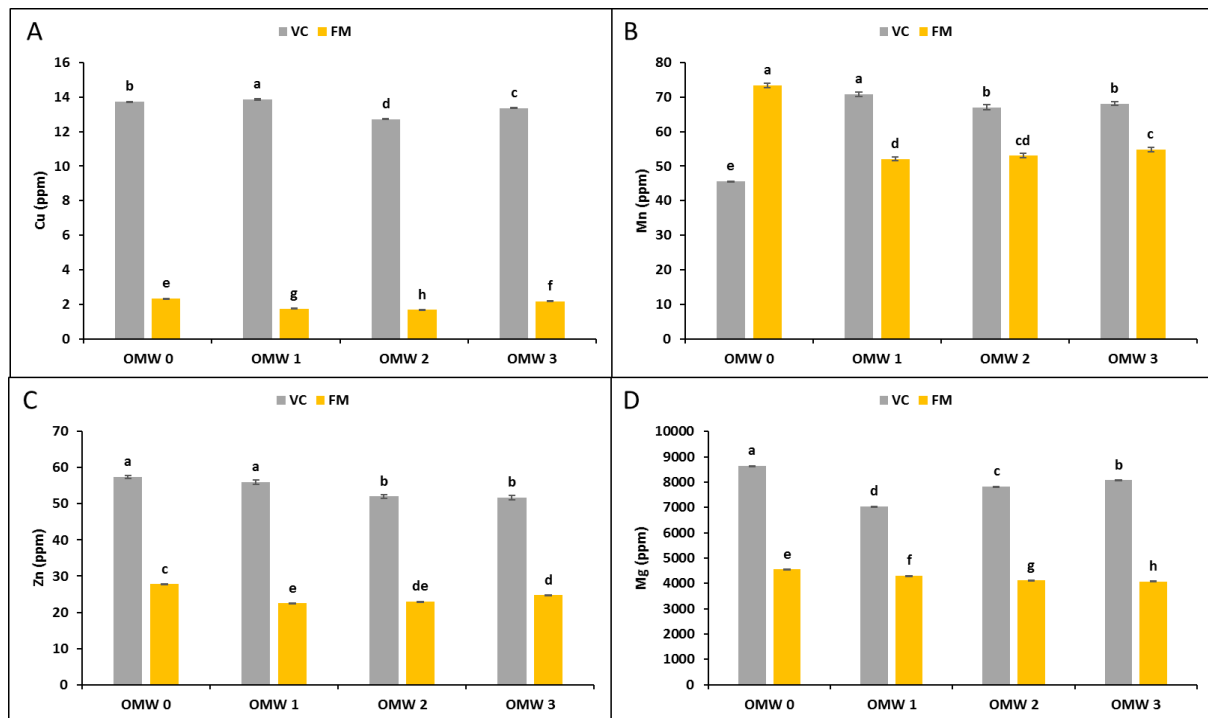 A
VC FM
Cu (ppm)
16
14
12
10
8
6
4
2
0
b
a
d
c
e
g
h
f
OMW 0 OMW 1 OMW 2 OMW 3
B
VC FM
Mn (ppm)
80
70
60
50
40
30
20
10
0
e
a
a
d
b
cd
b
c
OMW 0 OMW 1 OMW 2 OMW 3
C
VC FM
Zn (ppm)
70
60
50
40
30
20
10
0
a
a
b
b
c
e
de
d
OMW 0 OMW 1 OMW 2 OMW 3
D
VC FM
Mg (ppm)
10000
9000
8000
7000
6000
5000
4000
3000
2000
1000
0
a
d
c
b
e
f
g
h
OMW 0 OMW 1 OMW 2 OMW 3